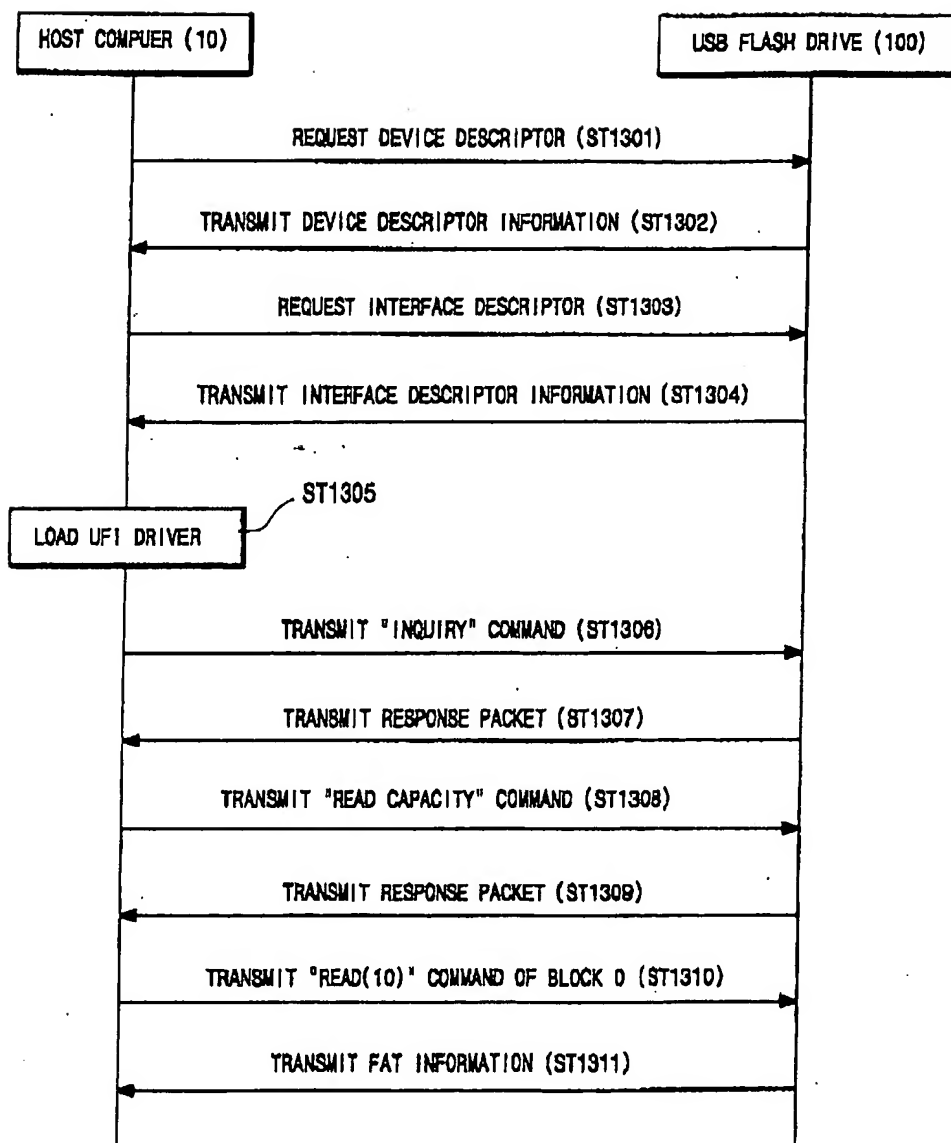 HOST COMPUER (10)
USB FLASH DRIVE (100)
REQUEST DEVICE DESCRIPTOR (ST1301)
TRANSMIT DEVICE DESCRIPTOR INFORMATION (ST1302)
REQUEST INTERFACE DESCRIPTOR (ST1303)
TRANSMIT INTERFACE DESCRIPTOR INFORMATION (ST1304)
ST1305
LOAD UFI DRIVER
TRANSMIT "INQUIRY" COMMAND (ST1306)
TRANSMIT RESPONSE PACKET (ST1307)
TRANSMIT "READ CAPACITY" COMMAND (ST1308)
TRANSMIT RESPONSE PACKET (ST1309)
TRANSMIT "READ(10)" COMMAND OF BLOCK 0 (ST1310)
TRANSMIT FAT INFORMATION (ST1311)